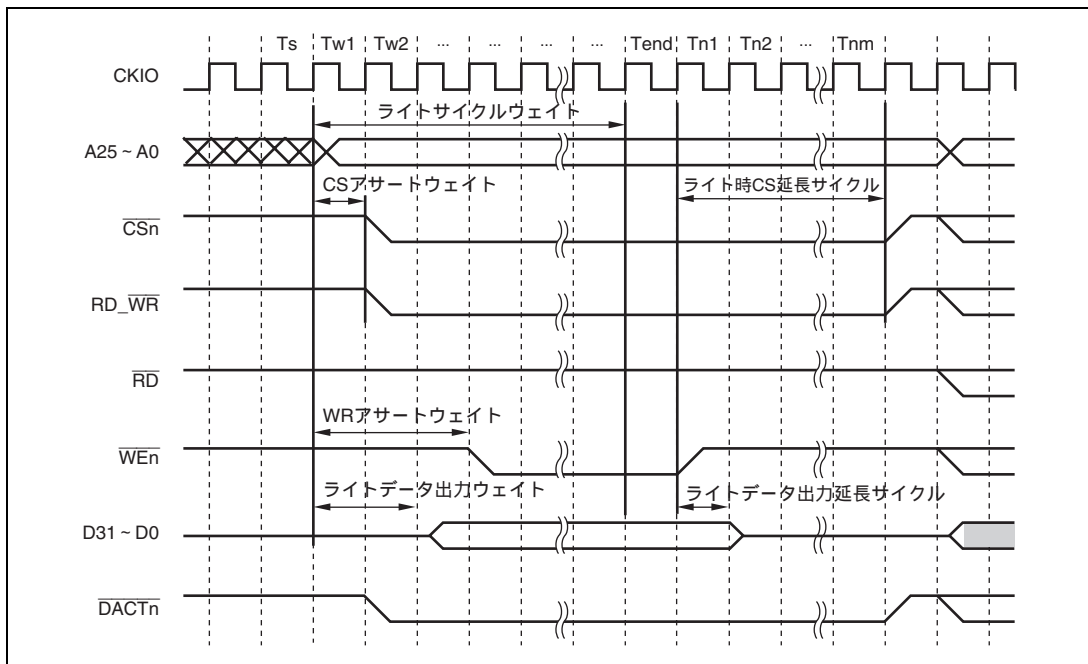 Ts Tw1 Tw2 ... ... ... ... Tend Tn1 Tn2 ... Tnm
CKIO
ライトサイクルウェイト
A25~A0
CSアサートウェイト
ライト時CS延長サイクル
CSn
RD_WR
RD
WRアサートウェイト
WEn
ライトデータ出力ウェイト
ライトデータ出力延長サイクル
D31~D0
DACTn